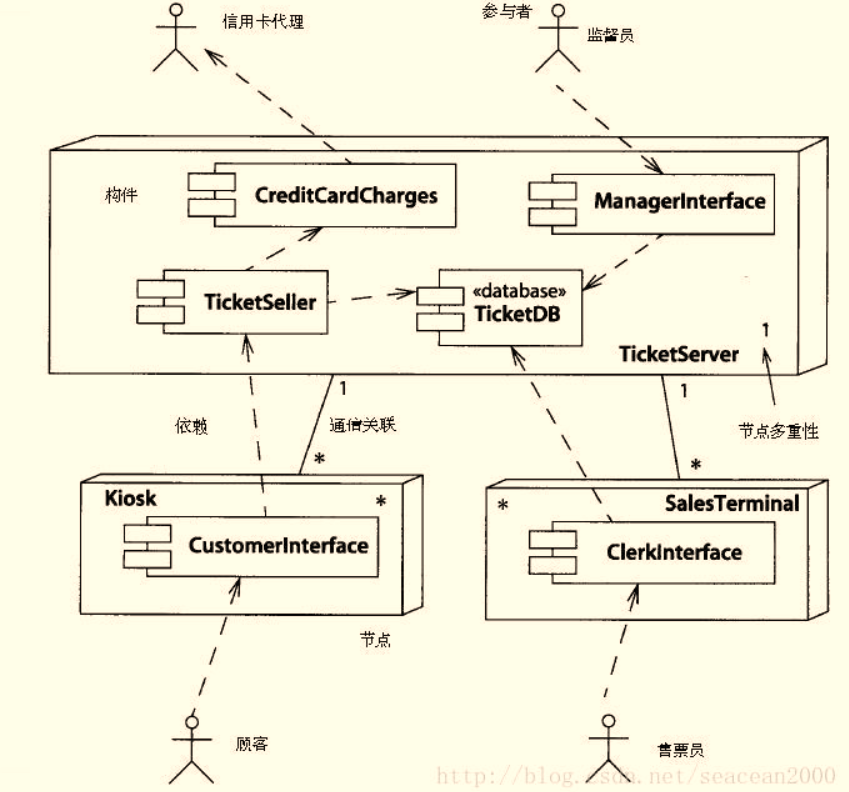 信用卡代理
参与者
监督员
构件
CreditCardCharges
ManagerInterface
TicketSeller
«database»
TicketDB
1
TicketServer
1
1
依赖
通信关联
节点多重性
*
*
Kiosk
*
*
SalesTerminal
CustomerInterface
ClerkInterface
节点
顾客
售票员
http://blog.csdn.net/seacean2000